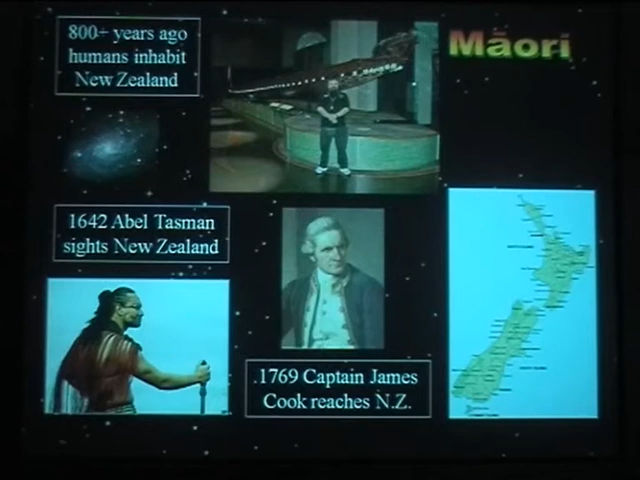 800+ years ago
humans inhabit
New Zealand
Māori
1642 Abel Tasman
sights New Zealand
.1769 Captain James
Cook reaches N.Z.